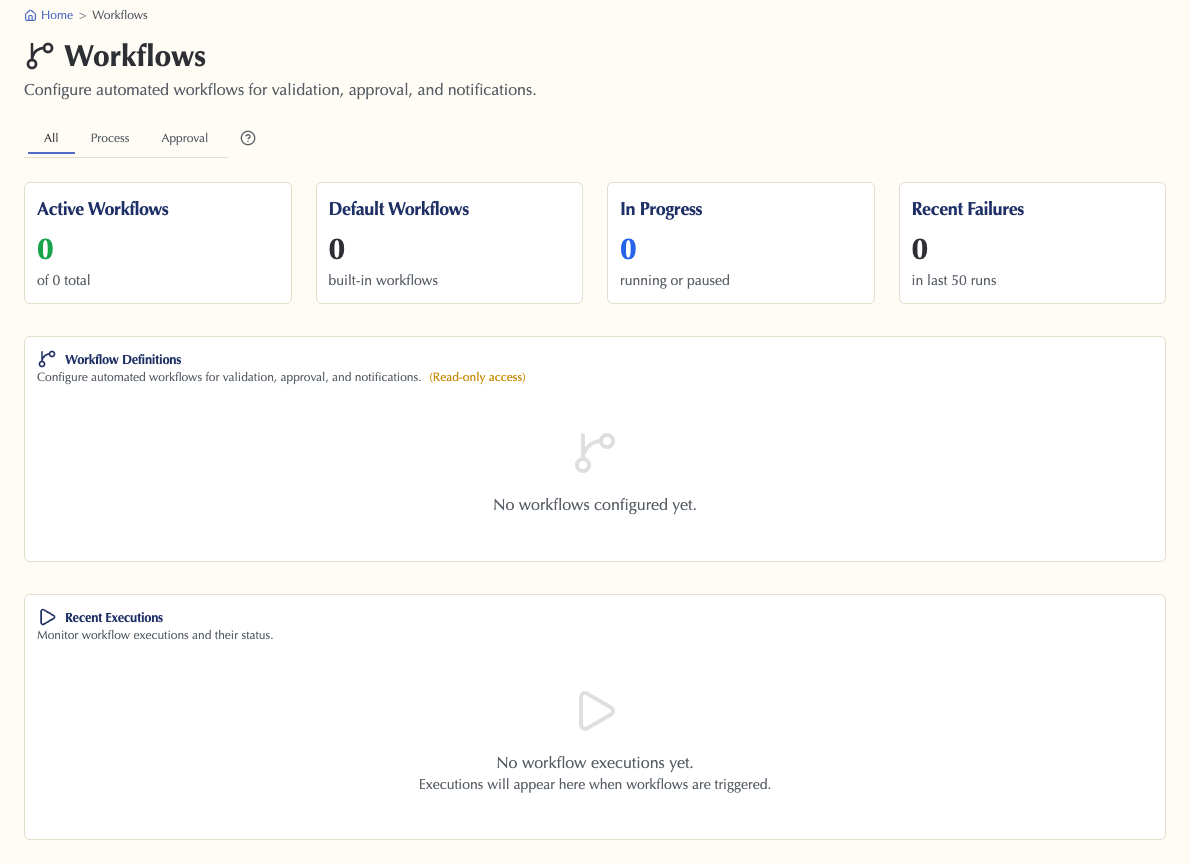 Home > Workflows
Workflows
Configure automated workflows for validation, approval, and notifications.
All Process Approval ?
Active Workflows
0
of 0 total
Default Workflows
0
built-in workflows
In Progress
0
running or paused
Recent Failures
0
in last 50 runs
Workflow Definitions
Configure automated workflows for validation, approval, and notifications. (Read-only access)
No workflows configured yet.
Recent Executions
Monitor workflow executions and their status.
No workflow executions yet.
Executions will appear here when workflows are triggered.